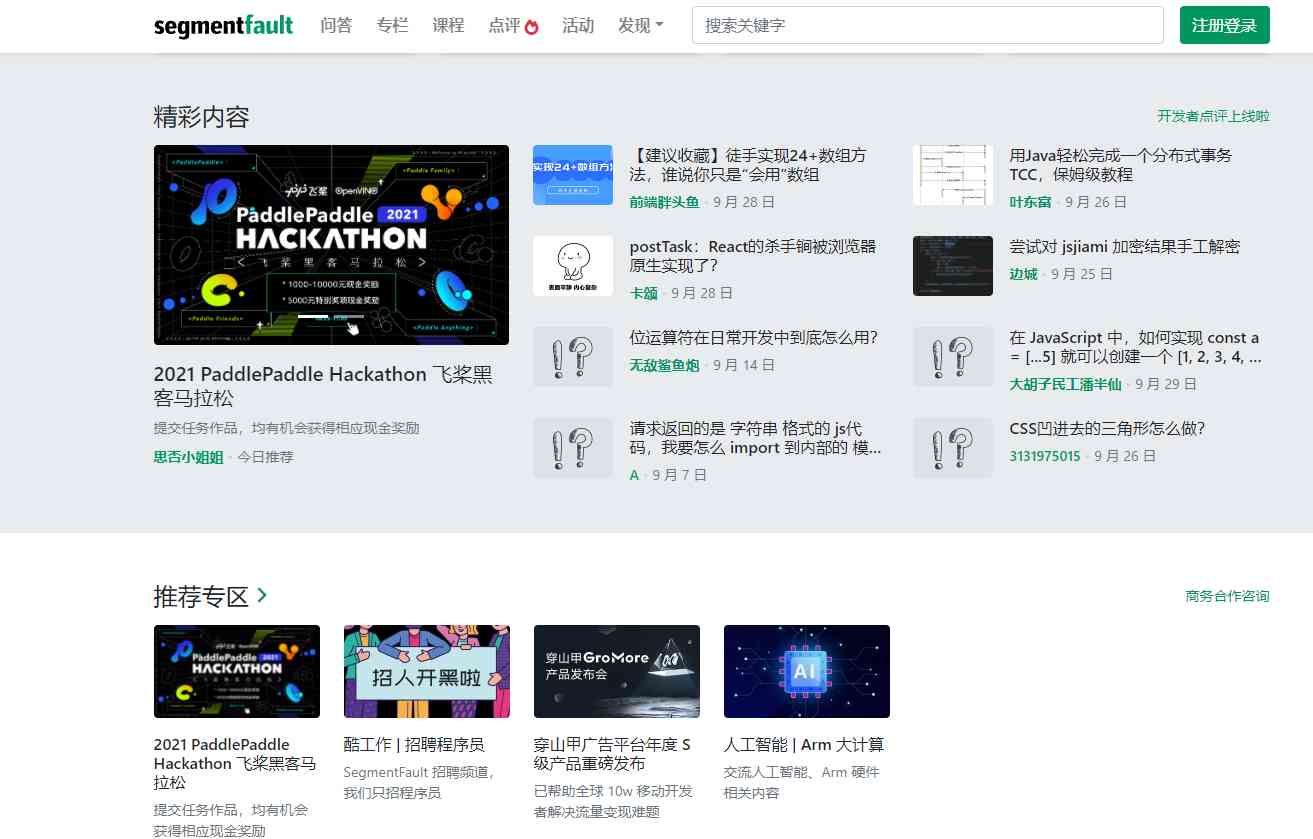 segmentfault 问答 专栏 课程 点评 活动 发现 搜索关键字 注册登录
精彩内容
开发者点评上线啦
<PaddlePaddle>
<Paddle Family>
飞桨 OpenVINO
PaddlePaddle 2021
HACKATHON
<飞桨黑客马拉松>
* 1000-10000元现金奖励
* 5000元特别奖项现金奖励
<Paddle Friends>
<Paddle Anything>
2021 PaddlePaddle Hackathon 飞桨黑
客马拉松
提交任务作品，均有机会获得相应现金奖励
思否小姐姐 · 今日推荐
实现24+数组方
【建议收藏】徒手实现24+数组方
法，谁说你只是“会用”数组
前端胖头鱼 · 9 月 28 日
表面平静 内心复杂
postTask：React的杀手锏被浏览器
原生实现了？
卡颂 · 9 月 28 日
位运算符在日常开发中到底怎么用？
无敌鲨鱼炮 · 9 月 14 日
请求返回的是 字符串 格式的 js代
码，我要怎么 import 到内部的 模...
A · 9 月 7 日
用Java轻松完成一个分布式事务
TCC，保姆级教程
叶东富 · 9 月 26 日
尝试对 jsjiami 加密结果手工解密
边城 · 9 月 25 日
在 JavaScript 中，如何实现 const a
= [...5] 就可以创建一个 [1, 2, 3, 4, ...
大胡子民工潘半仙 · 9 月 29 日
CSS凹进去的三角形怎么做？
3131975015 · 9 月 26 日
推荐专区
商务合作咨询
PaddlePaddle 2021
HACKATHON
2021 PaddlePaddle
Hackathon 飞桨黑客马
拉松
提交任务作品，均有机会
获得相应现金奖励
招人开黑啦
酷工作 | 招聘程序员
SegmentFault 招聘频道，
我们只招程序员
穿山甲GroMore
产品发布会
穿山甲广告平台年度 S
级产品重磅发布
已帮助全球 10w 移动开发
者解决流量变现难题
AI
人工智能 | Arm 大计算
交流人工智能、Arm 硬件
相关内容